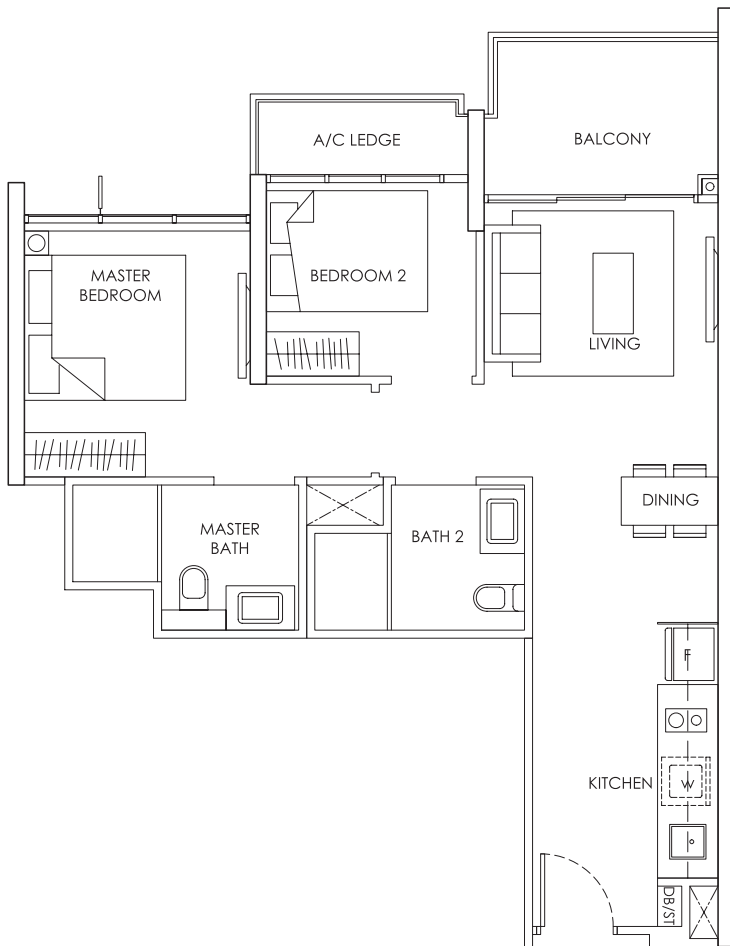 A/C LEDGE
BALCONY
MASTER
BEDROOM
BEDROOM 2
LIVING
DINING
MASTER
BATH
BATH 2
F
KITCHEN
W
DB/ST